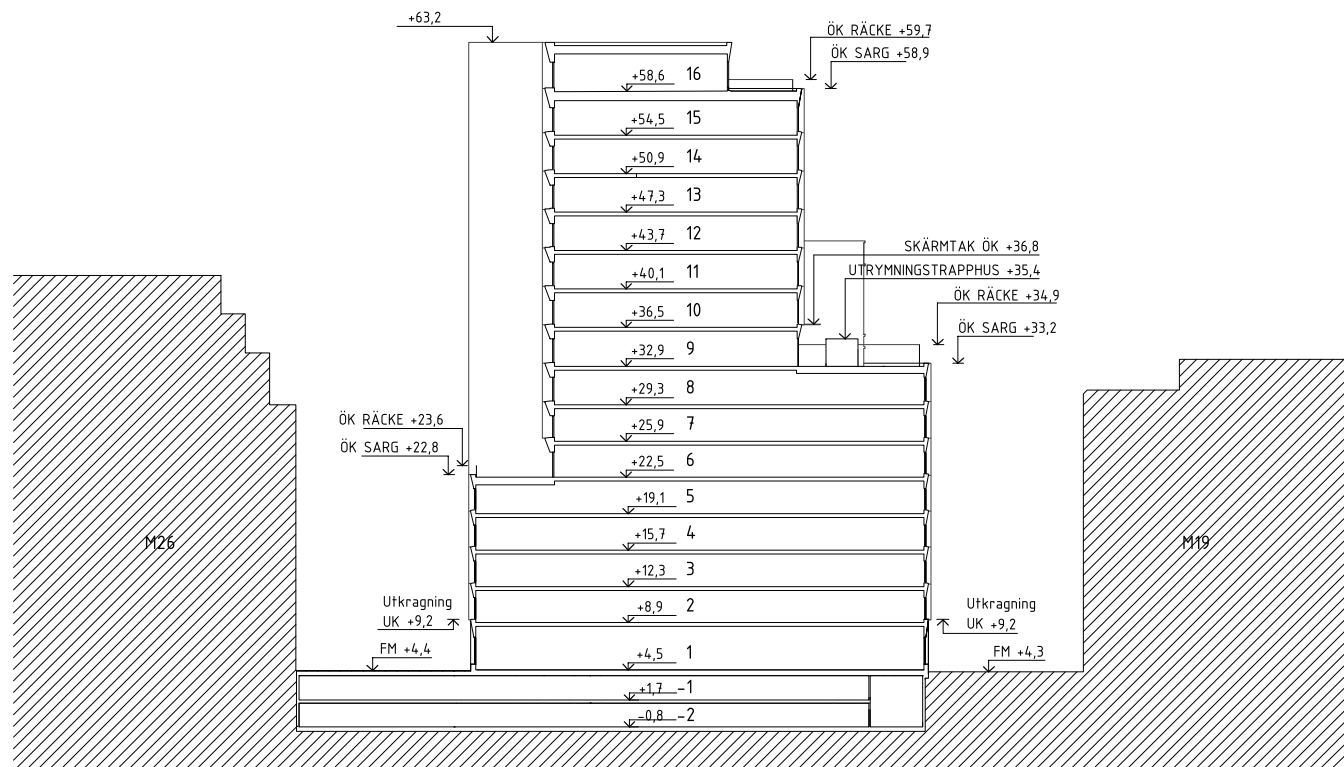 +63,2
ÖK RÄCKE +59,7
ÖK SARG +58,9
+58,6 16
+54,5 15
+50,9 14
+47,3 13
+43,7 12
SKÄRMTAK ÖK +36,8
+40,1 11
UTRYMNINGSTRAPPHUS +35,4
ÖK RÄCKE +34,9
+36,5 10
ÖK SARG +33,2
+32,9 9
+29,3 8
ÖK RÄCKE +23,6
+25,9 7
ÖK SARG +22,8
+22,5 6
+19,1 5
+15,7 4
M26
M19
+12,3 3
+8,9 2
Utkragning
UK +9,2
Utkragning
UK +9,2
FM +4,4
+4,5 1
FM +4,3
+1,7 -1
-0,8 -2